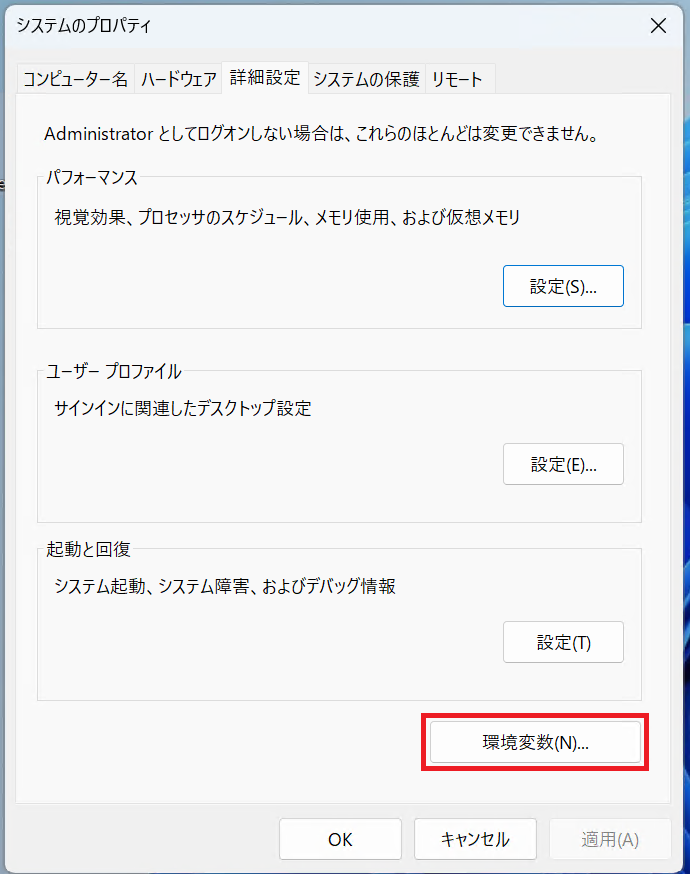 システムのプロパティ
コンピューター名 ハードウェア 詳細設定 システムの保護 リモート
Administrator としてログオンしない場合は、これらのほとんどは変更できません。
パフォーマンス
視覚効果、プロセッサのスケジュール、メモリ使用、および仮想メモリ
設定(S)...
ユーザー プロファイル
サインインに関連したデスクトップ設定
設定(E)...
起動と回復
システム起動、システム障害、およびデバッグ情報
設定(T)
環境変数(N)...
OK キャンセル 適用(A)